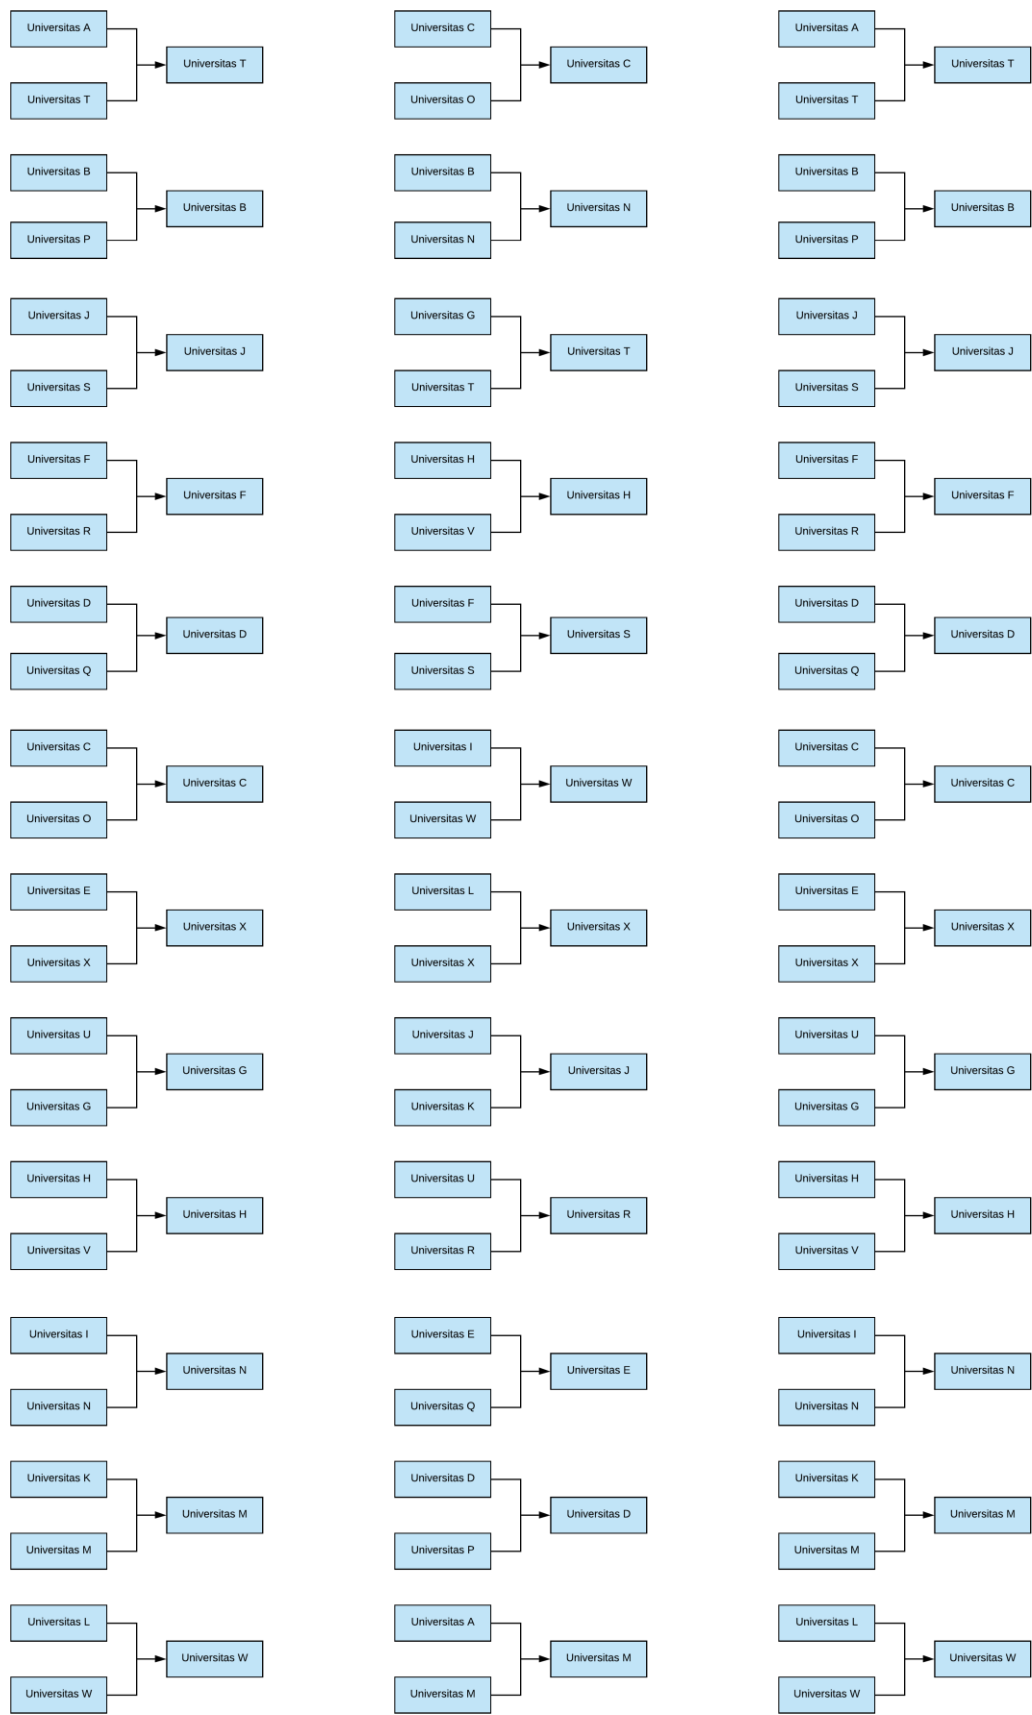 Universitas A
Universitas T
Universitas T
Universitas B
Universitas P
Universitas B
Universitas J
Universitas S
Universitas J
Universitas F
Universitas R
Universitas F
Universitas D
Universitas Q
Universitas D
Universitas C
Universitas O
Universitas C
Universitas E
Universitas X
Universitas X
Universitas U
Universitas G
Universitas G
Universitas H
Universitas V
Universitas H
Universitas I
Universitas N
Universitas N
Universitas K
Universitas M
Universitas M
Universitas L
Universitas W
Universitas W
Universitas C
Universitas O
Universitas C
Universitas B
Universitas N
Universitas N
Universitas G
Universitas T
Universitas T
Universitas H
Universitas V
Universitas H
Universitas F
Universitas S
Universitas S
Universitas I
Universitas W
Universitas W
Universitas L
Universitas X
Universitas X
Universitas J
Universitas K
Universitas J
Universitas U
Universitas R
Universitas R
Universitas E
Universitas Q
Universitas E
Universitas D
Universitas P
Universitas D
Universitas A
Universitas M
Universitas M
Universitas A
Universitas T
Universitas T
Universitas B
Universitas P
Universitas B
Universitas J
Universitas S
Universitas J
Universitas F
Universitas R
Universitas F
Universitas D
Universitas Q
Universitas D
Universitas C
Universitas O
Universitas C
Universitas E
Universitas X
Universitas X
Universitas U
Universitas G
Universitas G
Universitas H
Universitas V
Universitas H
Universitas I
Universitas N
Universitas N
Universitas K
Universitas M
Universitas M
Universitas L
Universitas W
Universitas W